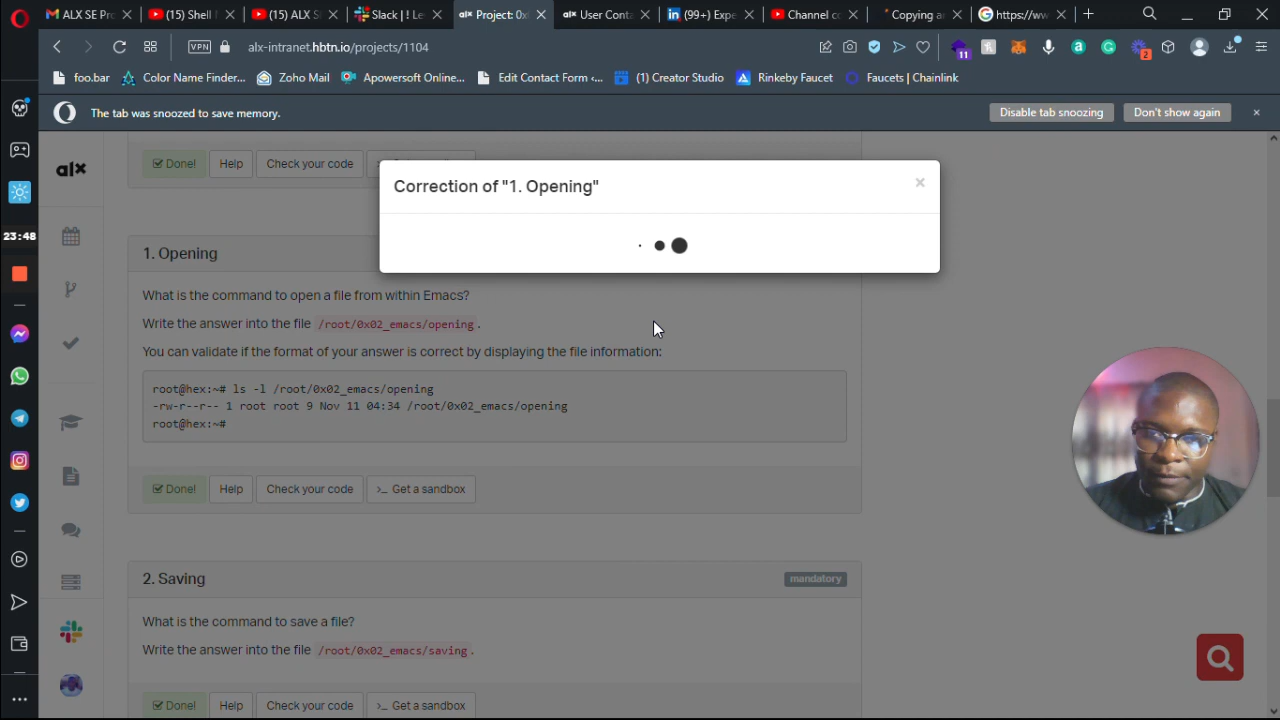 ALX SE Pro
(15) Shell
(15) ALX S
Slack | ! Le
alx Project: 0x
alx User Conta
(99+) Expe
Channel co
Copying a
https://ww
VPN
alx-intranet.hbtn.io/projects/1104
11
2
foo.bar
Color Name Finder...
Zoho Mail
Apowersoft Online...
Edit Contact Form ‹...
(1) Creator Studio
Rinkeby Faucet
Faucets | Chainlink
The tab was snoozed to save memory.
Disable tab snoozing
Don't show again
alx
Done!
Help
Check your code
Correction of "1. Opening"
23:48
1. Opening
What is the command to open a file from within Emacs?
Write the answer into the file /root/0x02_emacs/opening.
You can validate if the format of your answer is correct by displaying the file information:
root@hex:~# ls -l /root/0x02_emacs/opening
-rw-r--r-- 1 root root 9 Nov 11 04:34 /root/0x02_emacs/opening
root@hex:~#
Done!
Help
Check your code
>_ Get a sandbox
2. Saving
mandatory
What is the command to save a file?
Write the answer into the file /root/0x02_emacs/saving.
Done!
Help
Check your code
>_ Get a sandbox